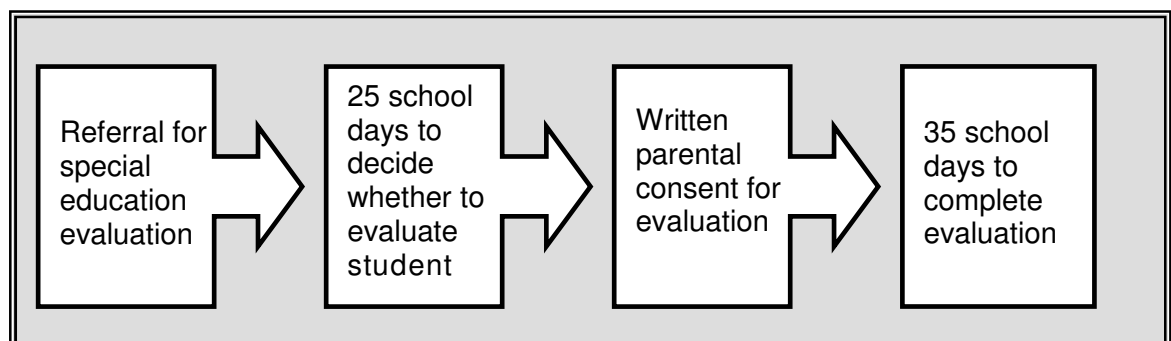 Referral for
special
education
evaluation
25 school
days to
decide
whether to
evaluate
student
Written
parental
consent for
evaluation
35 school
days to
complete
evaluation